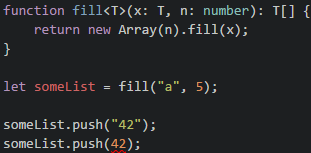 function fill<T>(x: T, n: number): T[] {
    return new Array(n).fill(x);
}
let someList = fill("a", 5);
someList.push("42");
someList.push(42);